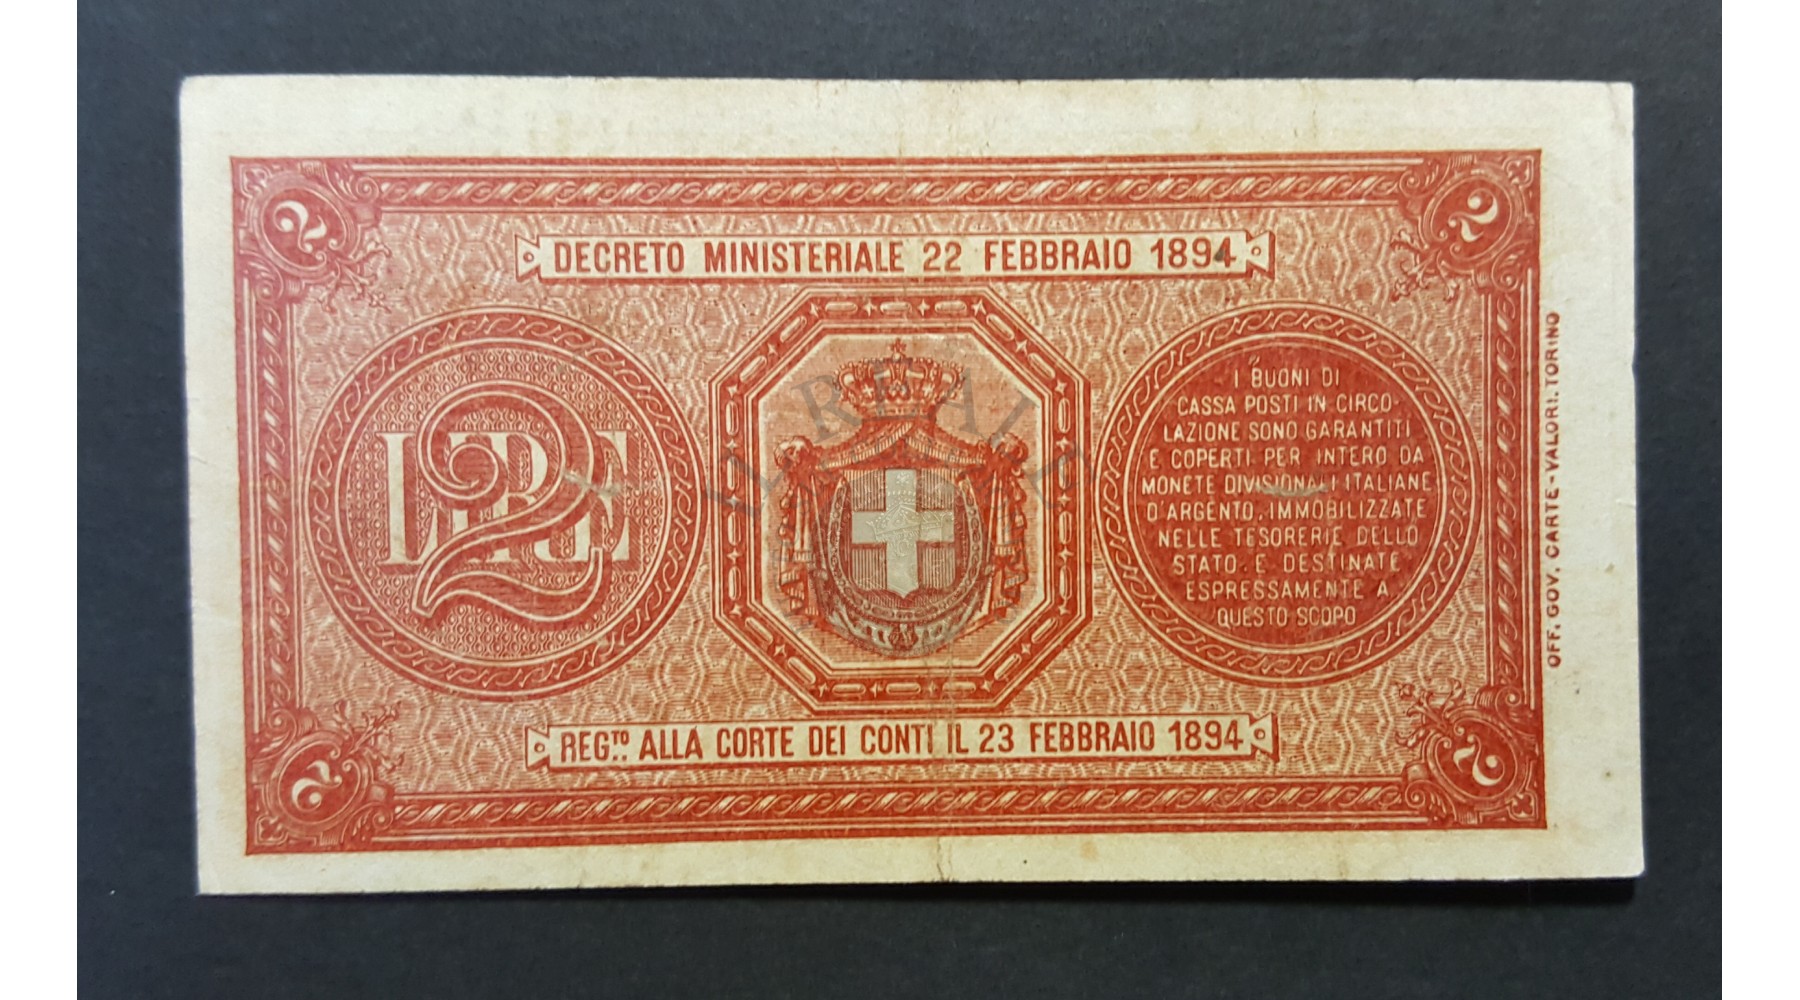 2
2
DECRETO MINISTERIALE 22 FEBBRAIO 1894
LIRE
2
I BUONI DI
CASSA POSTI IN CIRCO-
LAZIONE SONO GARANTITI
E COPERTI PER INTERO DA
MONETE DIVISIONALI ITALIANE
D'ARGENTO, IMMOBILIZZATE
NELLE TESORERIE DELLO
STATO E DESTINATE
ESPRESSAMENTE A
QUESTO SCOPO
OFF. GOV. CARTE-VALORI. TORINO
REGTO. ALLA CORTE DEI CONTI IL 23 FEBBRAIO 1894
2
2